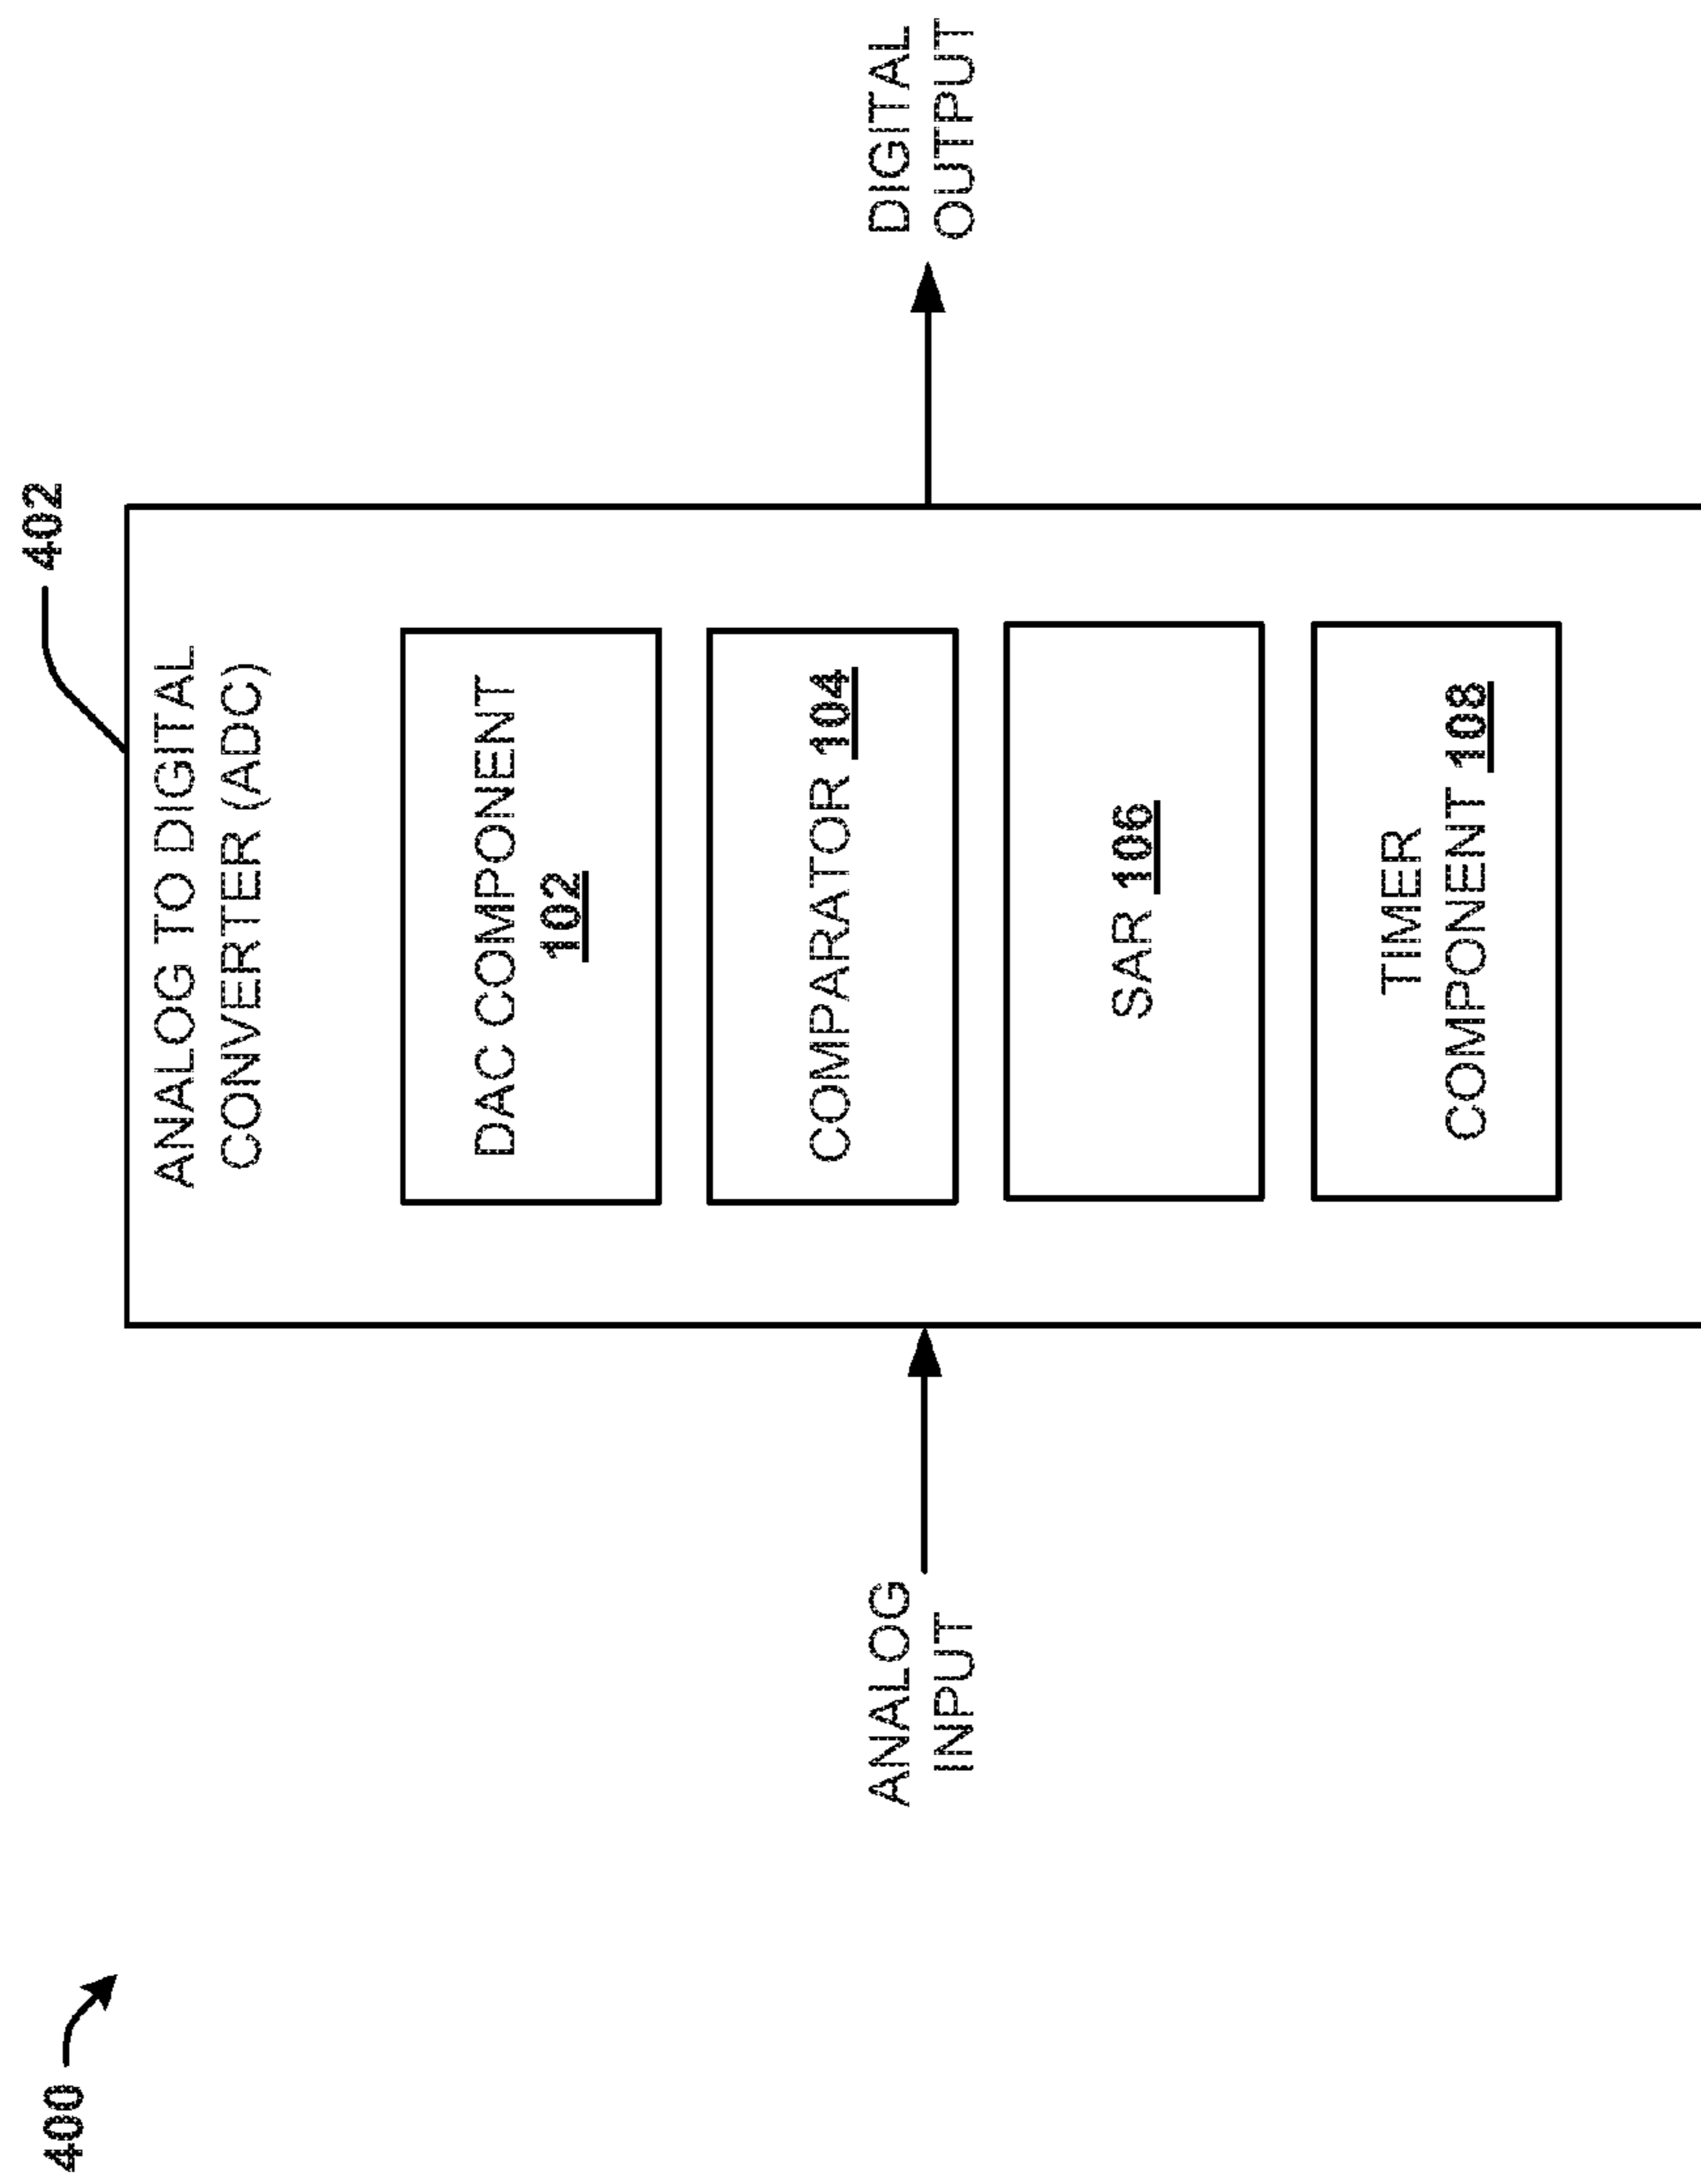 400
402
ANALOG TO DIGITAL
CONVERTER (ADC)
DAC COMPONENT
102
COMPARATOR 104
SAR 106
TIMER
COMPONENT 108
ANALOG
INPUT
DIGITAL
OUTPUT